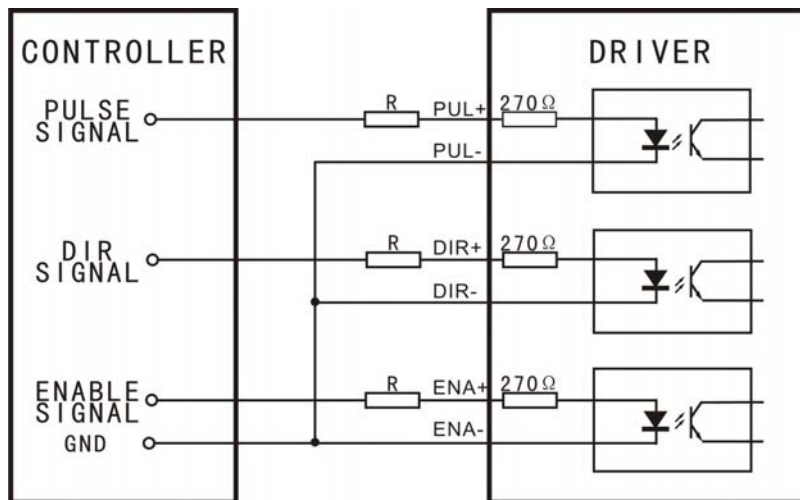 CONTROLLER
DRIVER
PULSE
SIGNAL
R
PUL+
270Ω
PUL-
DIR
SIGNAL
R
DIR+
270Ω
DIR-
ENABLE
SIGNAL
R
ENA+
270Ω
GND
ENA-